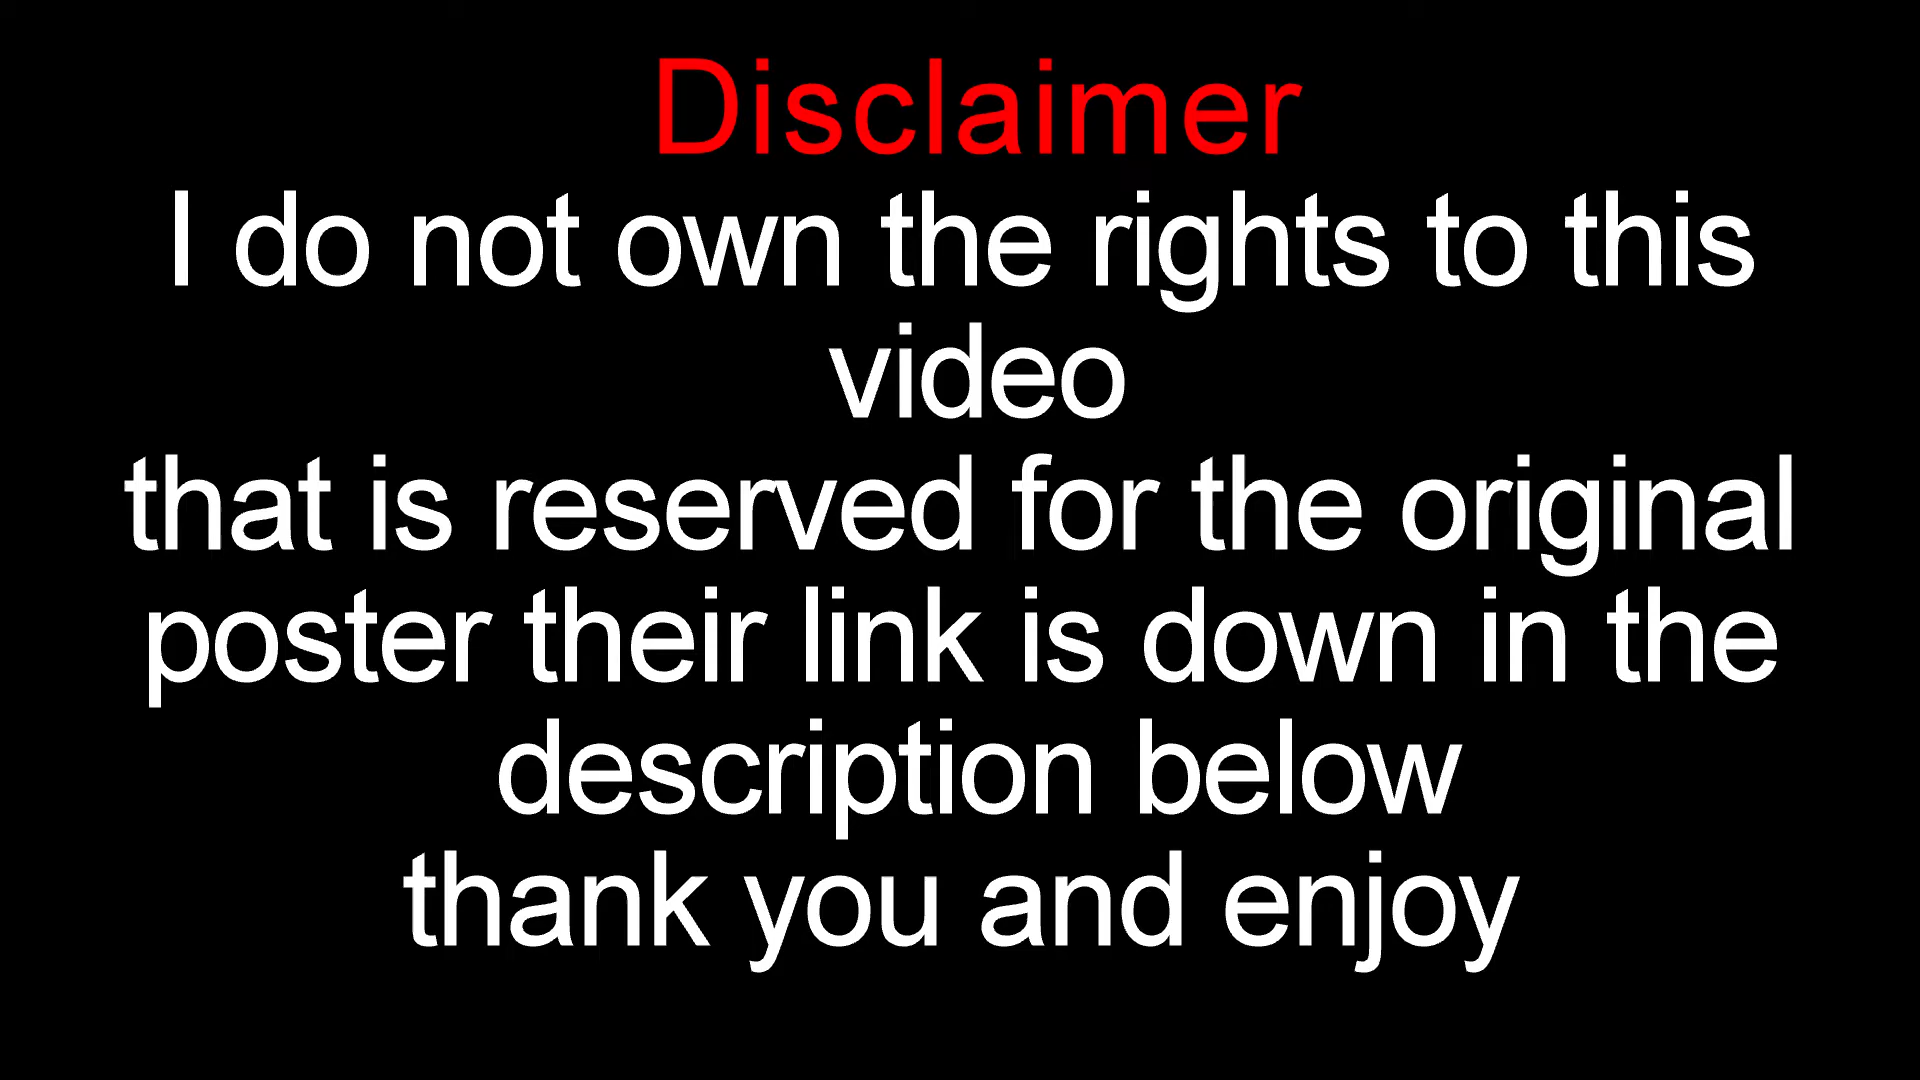 Disclaimer
I do not own the rights to this
video
that is reserved for the original
poster their link is down in the
description below
thank you and enjoy